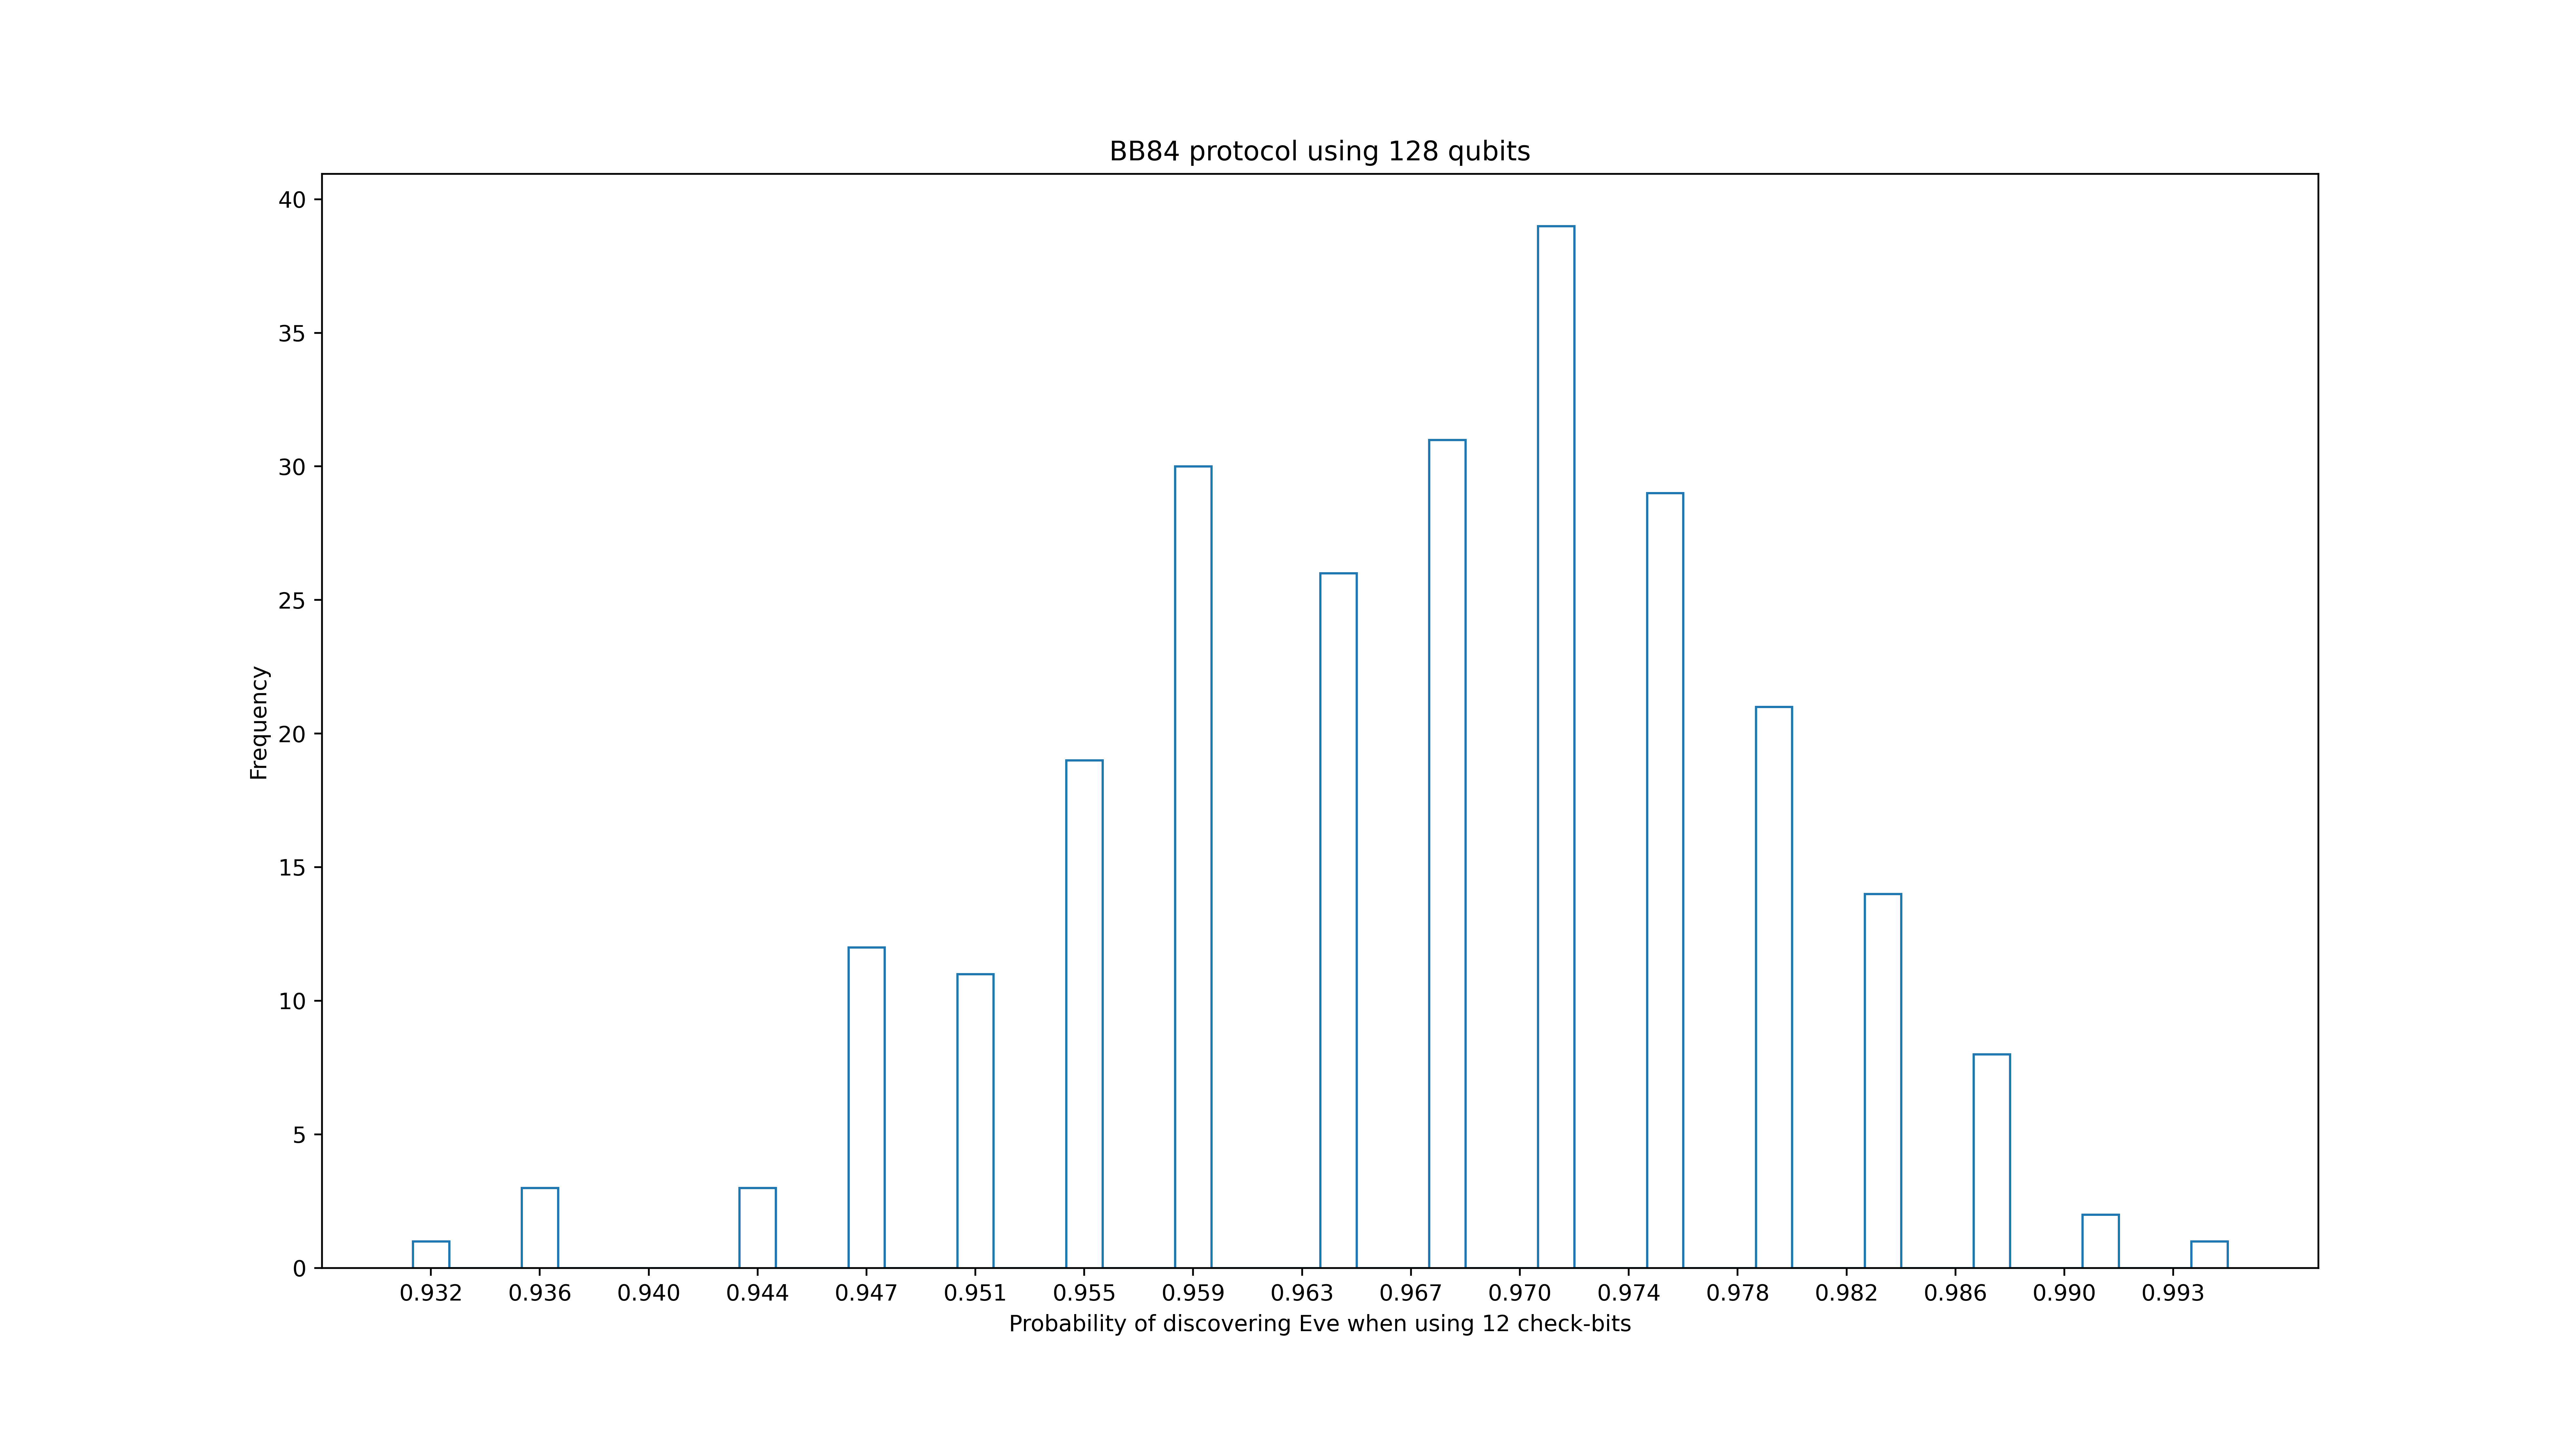 BB84 protocol using 128 qubits
40
35
30
25
20
15
10
5
0
Frequency
0.932 0.936 0.940 0.944 0.947 0.951 0.955 0.959 0.963 0.967 0.970 0.974 0.978 0.982 0.986 0.990 0.993
Probability of discovering Eve when using 12 check-bits